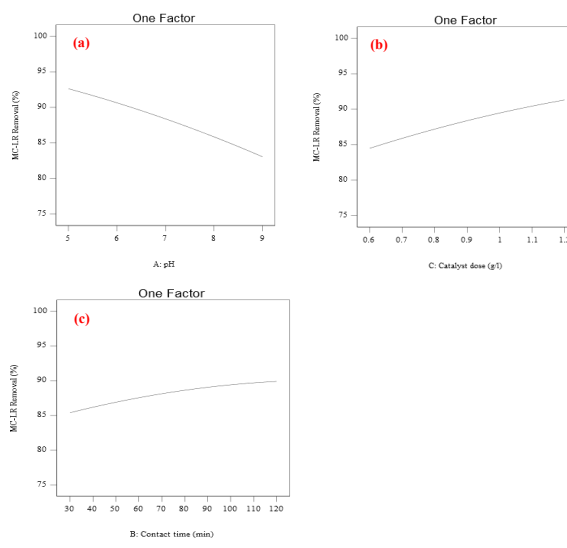 One Factor
(a)
100
95
90
85
80
75
MC-LR Removal (%)
5 6 7 8 9
A: pH
One Factor
(b)
100
95
90
85
80
75
MC-LR Removal (%)
0.6 0.7 0.8 0.9 1 1.1 1.2
C: Catalyst dose (g/l)
One Factor
(c)
100
95
90
85
80
75
MC-LR Removal (%)
30 40 50 60 70 80 90 100 110 120
B: Contact time (min)